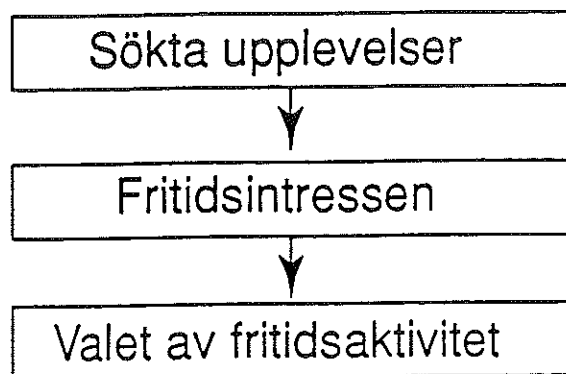 Sökta upplevelser
Fritidsintressen
Valet av fritidsaktivitet